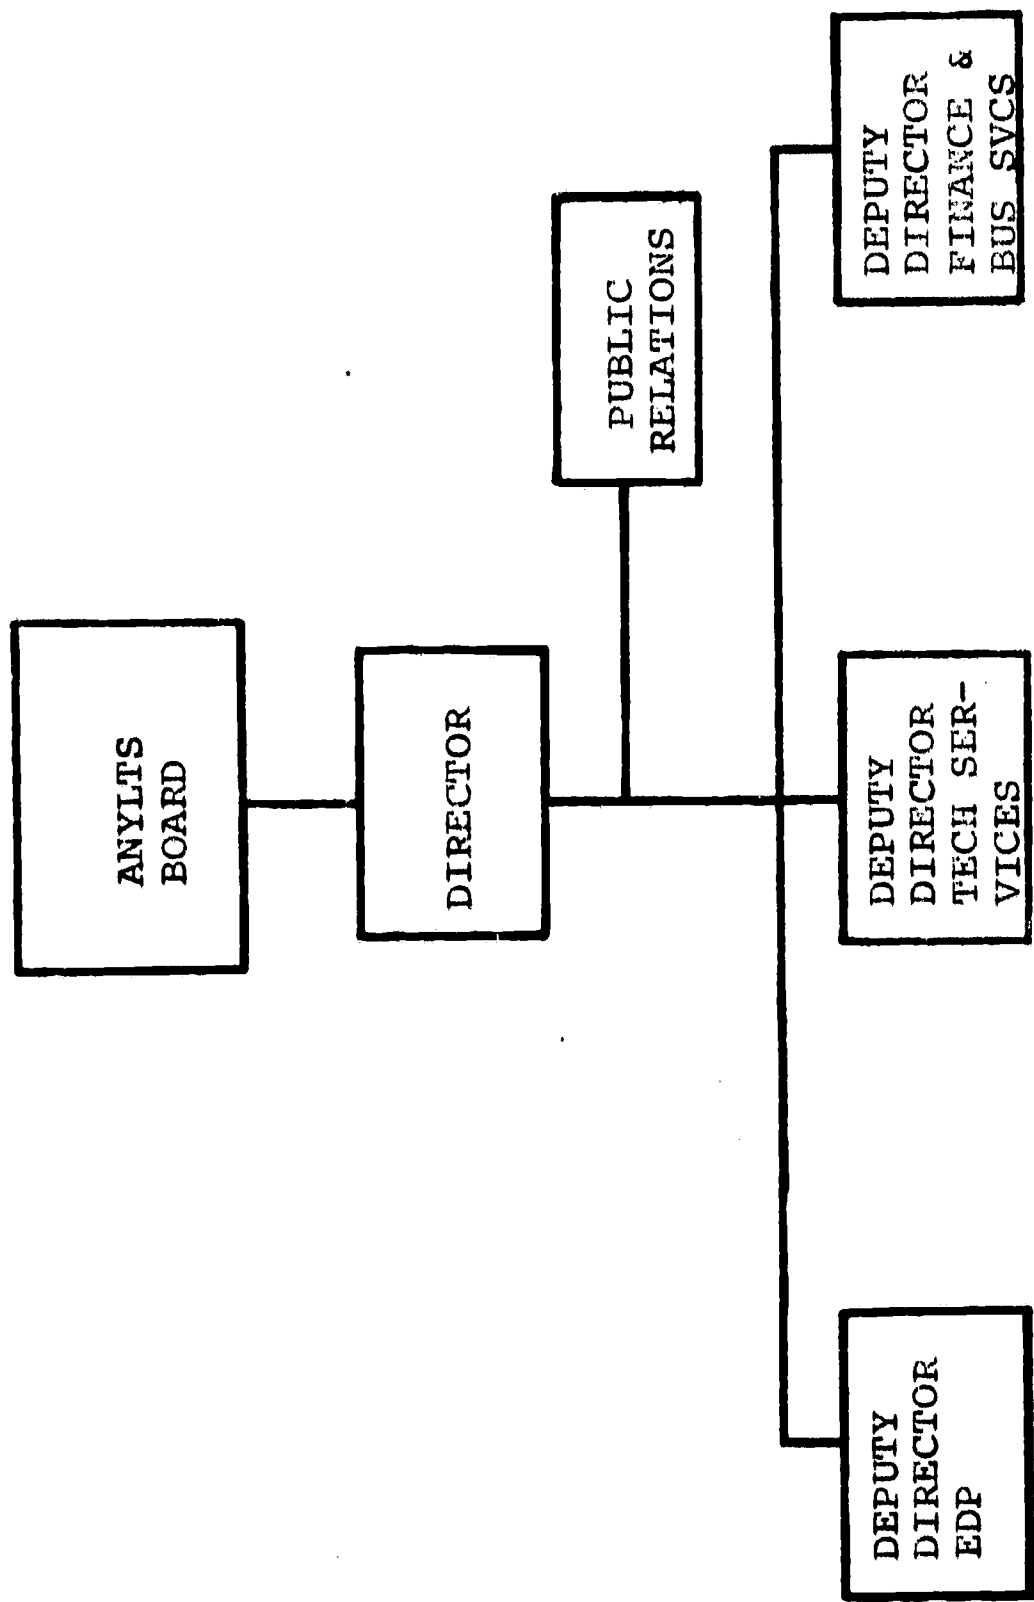 ANYLTS
BOARD
DIRECTOR
PUBLIC
RELATIONS
DEPUTY
DIRECTOR
EDP
DEPUTY
DIRECTOR
TECH SER-
VICES
DEPUTY
DIRECTOR
FINANCE &
BUS SVCS